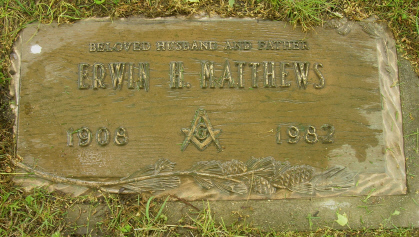 BELOVED HUSBAND AND FATHER
ERWIN H. MATTHEWS
1908 G 1982